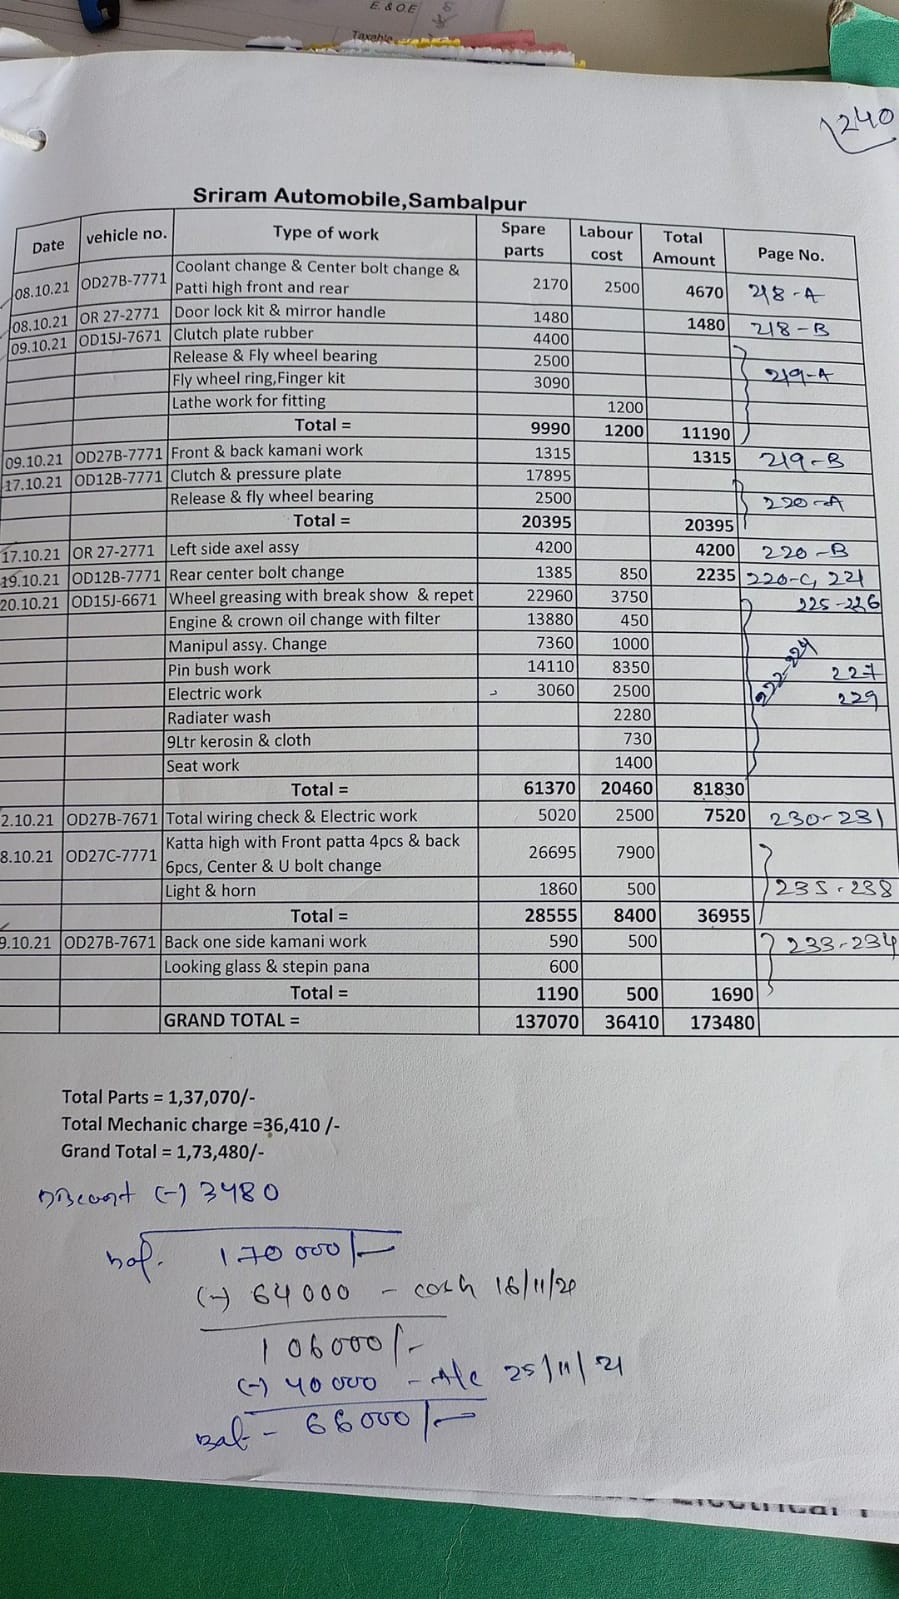 E. & O.E
Taxable
1240
Sriram Automobile,Sambalpur
Date vehicle no. Type of work Spare parts Labour cost Total Amount Page No.
08.10.21 OD27B-7771 Coolant change & Center bolt change & Patti high front and rear 2170 2500 4670 218-A
08.10.21 OR 27-2771 Door lock kit & mirror handle 1480 1480 218-B
09.10.21 OD15J-7671 Clutch plate rubber 4400
Release & Fly wheel bearing 2500 219-A
Fly wheel ring,Finger kit 3090
Lathe work for fitting 1200
Total = 9990 1200 11190
09.10.21 OD27B-7771 Front & back kamani work 1315 1315 219-B
17.10.21 OD12B-7771 Clutch & pressure plate 17895
Release & fly wheel bearing 2500 220-A
Total = 20395 20395
17.10.21 OR 27-2771 Left side axel assy 4200 4200 220-B
19.10.21 OD12B-7771 Rear center bolt change 1385 850 2235 220-C, 221
20.10.21 OD15J-6671 Wheel greasing with break show & repet 22960 3750 225-226
Engine & crown oil change with filter 13880 450
Manipul assy. Change 7360 1000 222-224
Pin bush work 14110 8350 227
Electric work 3060 2500 229
Radiater wash 2280
9Ltr kerosin & cloth 730
Seat work 1400
Total = 61370 20460 81830
2.10.21 OD27B-7671 Total wiring check & Electric work 5020 2500 7520 230-231
8.10.21 OD27C-7771 Katta high with Front patta 4pcs & back 6pcs, Center & U bolt change 26695 7900
Light & horn 1860 500 235-238
Total = 28555 8400 36955
9.10.21 OD27B-7671 Back one side kamani work 590 500 233-234
Looking glass & stepin pana 600
Total = 1190 500 1690
GRAND TOTAL = 137070 36410 173480
Total Parts = 1,37,070/-
Total Mechanic charge =36,410 /-
Grand Total = 1,73,480/-
(-) 3480
bal. 170000/-
(-) 64000 - cash 16/11/20
106000/-
(-) 40000 - A/c 25/11/21
Bal - 66000/-